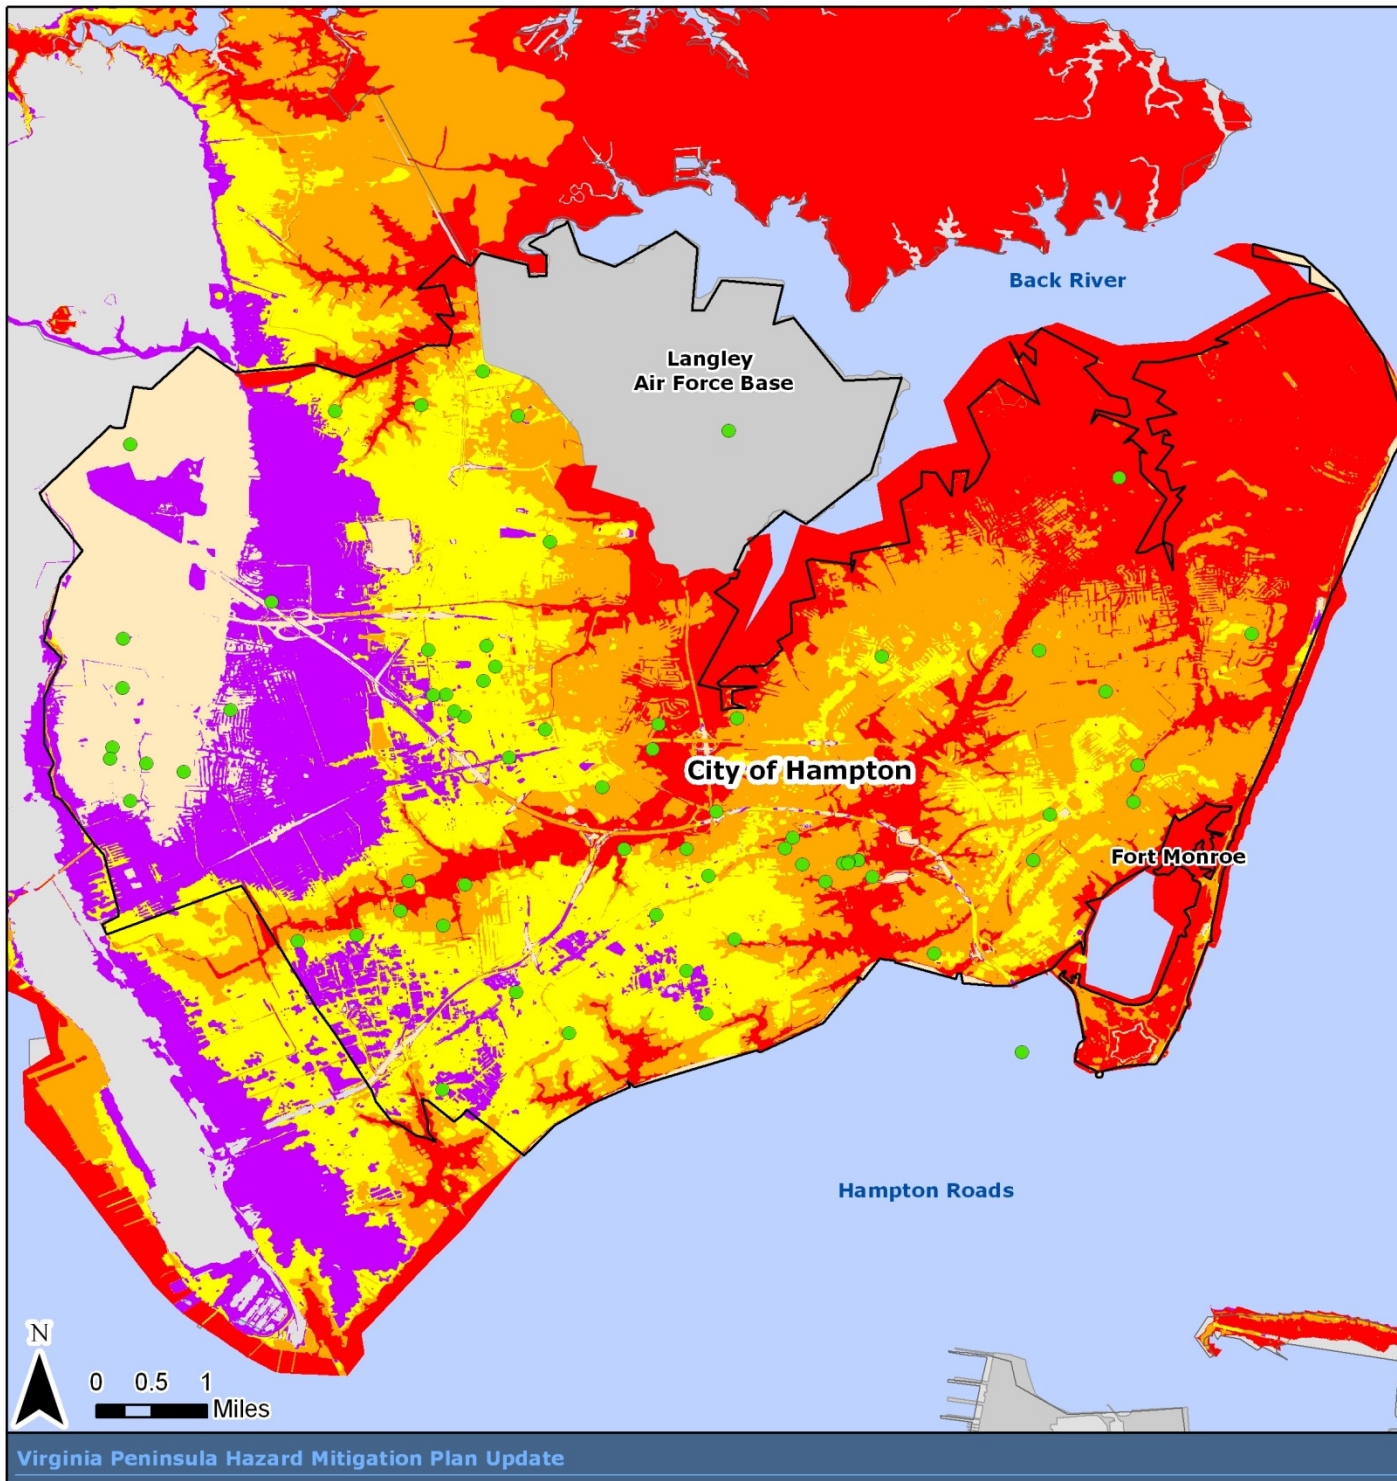 Back River
Langley
Air Force Base
City of Hampton
Fort Monroe
Hampton Roads
N
0 0.5 1
Miles
Virginia Peninsula Hazard Mitigation Plan Update